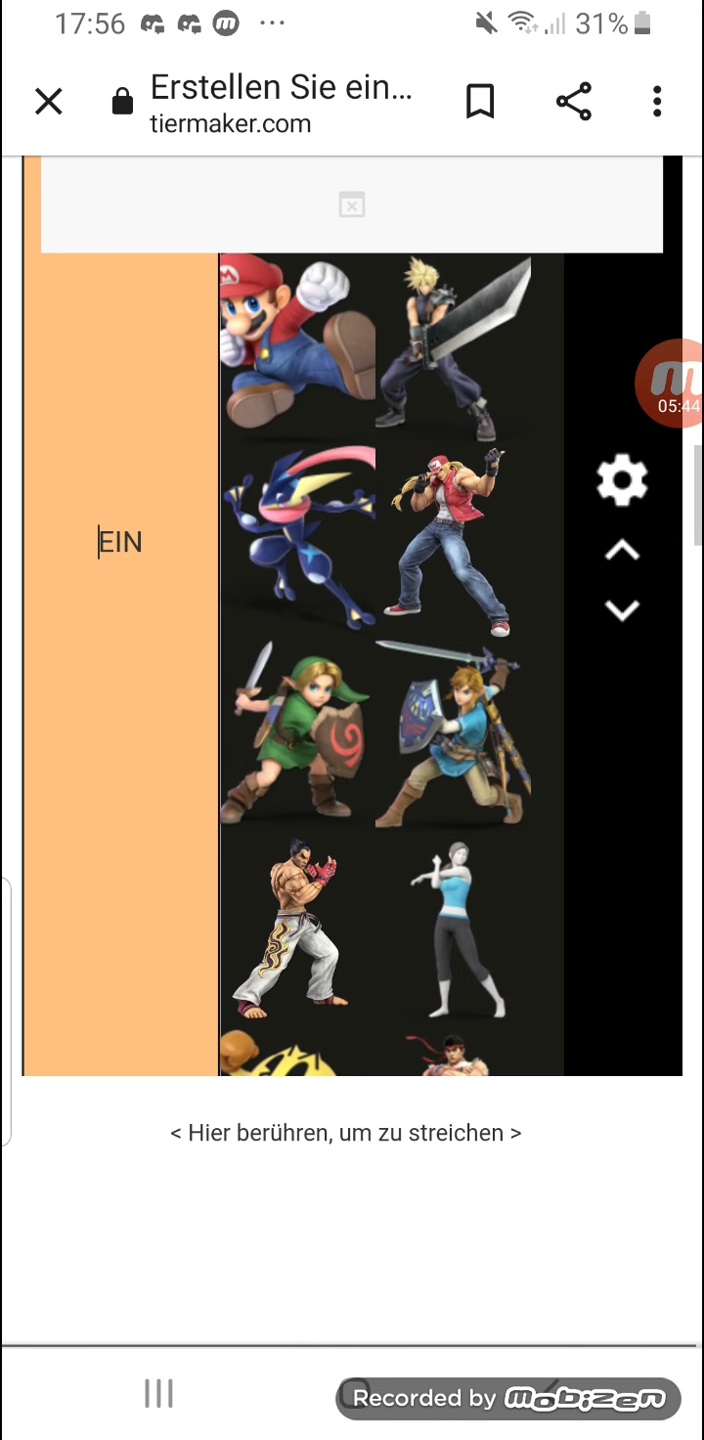 17:56
31%
Erstellen Sie ein...
tiermaker.com
05:44
EIN
< Hier berühren, um zu streichen >
Recorded by mobizen